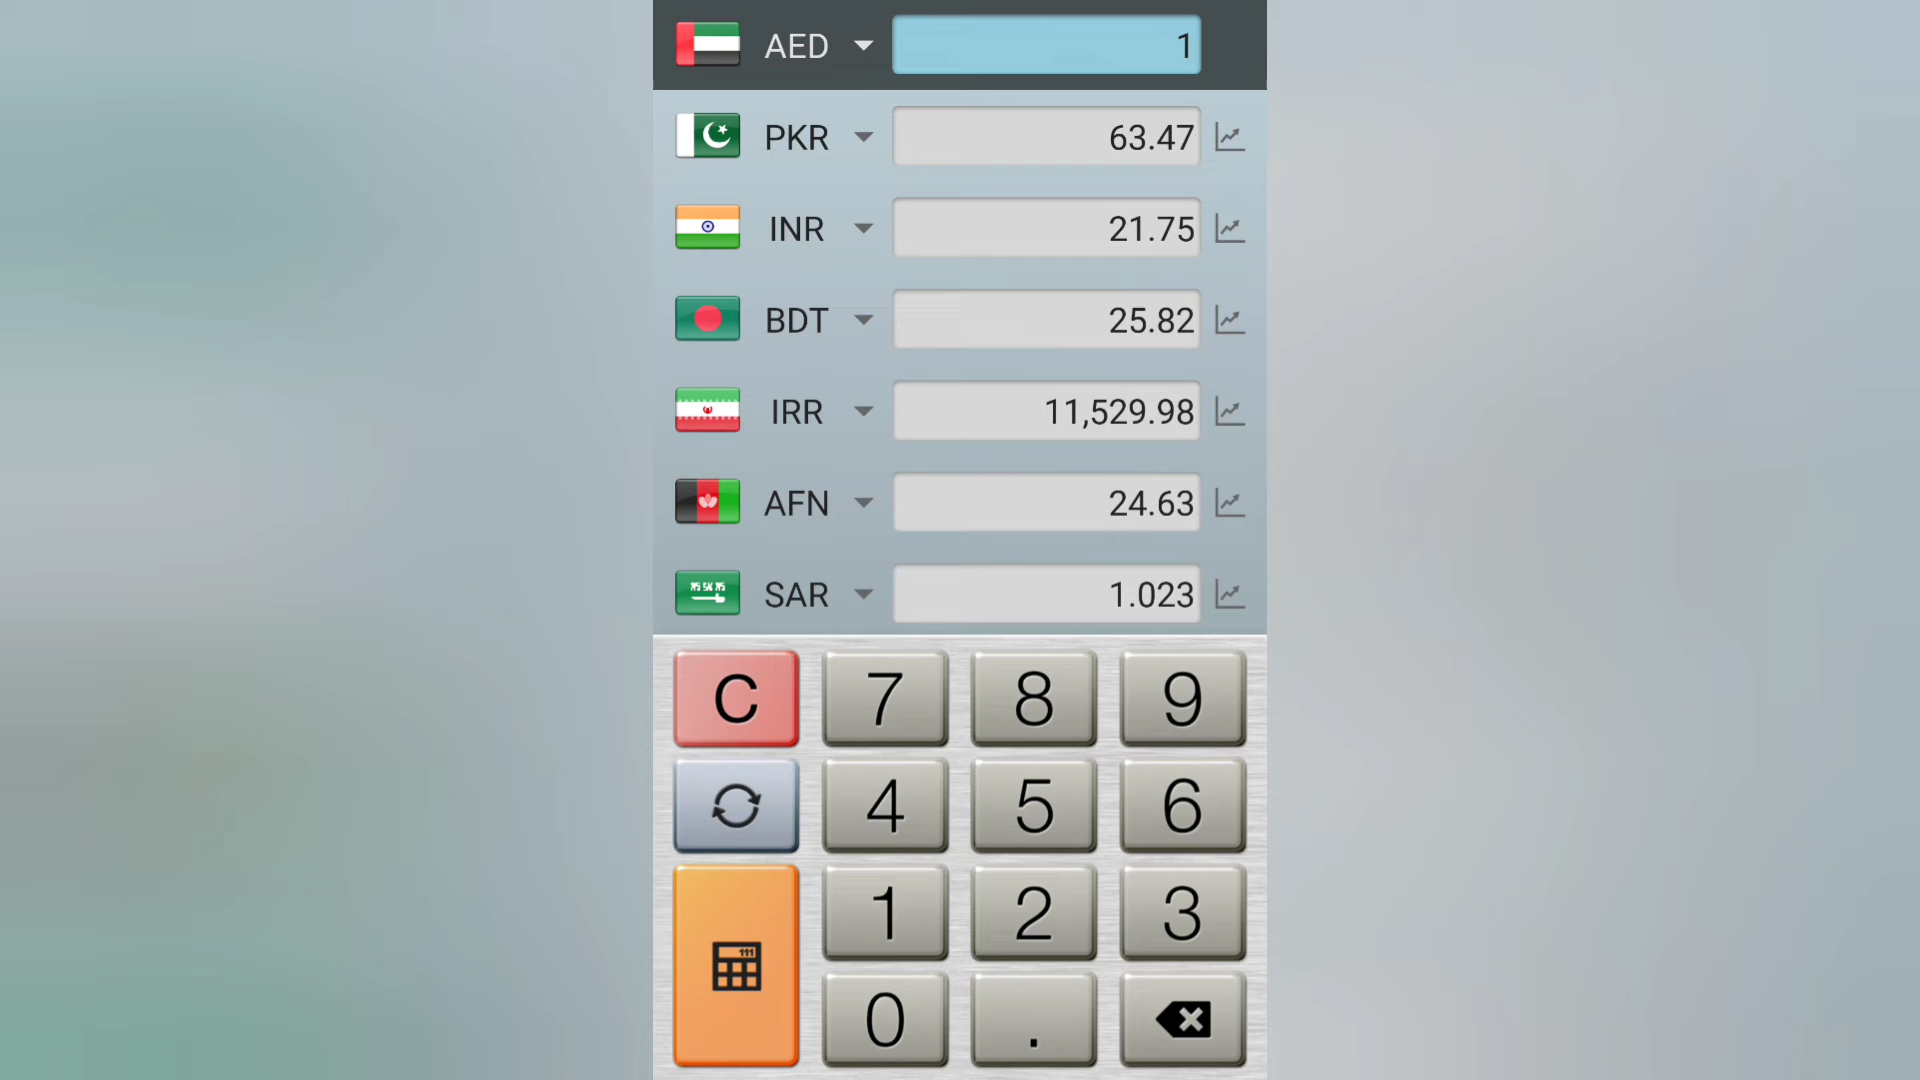 AED 1
PKR 63.47
INR 21.75
BDT 25.82
IRR 11,529.98
AFN 24.63
SAR 1.023
C 7 8 9
4 5 6
1 2 3
0 .